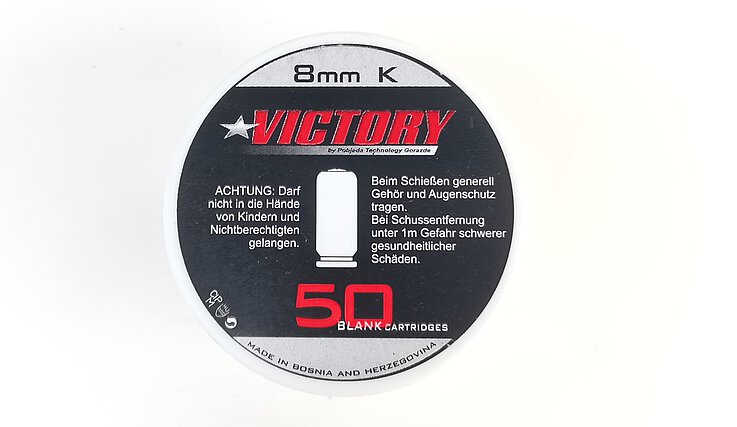 8mm K
VICTORY
by Pobjeda Technology Gorazde
ACHTUNG: Darf
nicht in die Hände
von Kindern und
Nichtberechtigten
gelangen.
Beim Schießen generell
Gehör und Augenschutz
tragen.
Bei Schussentfernung
unter 1m Gefahr schwerer
gesundheitlicher
Schäden.
50
BLANK CARTRIDGES
CIP
M
MADE IN BOSNIA AND HERZEGOVINA